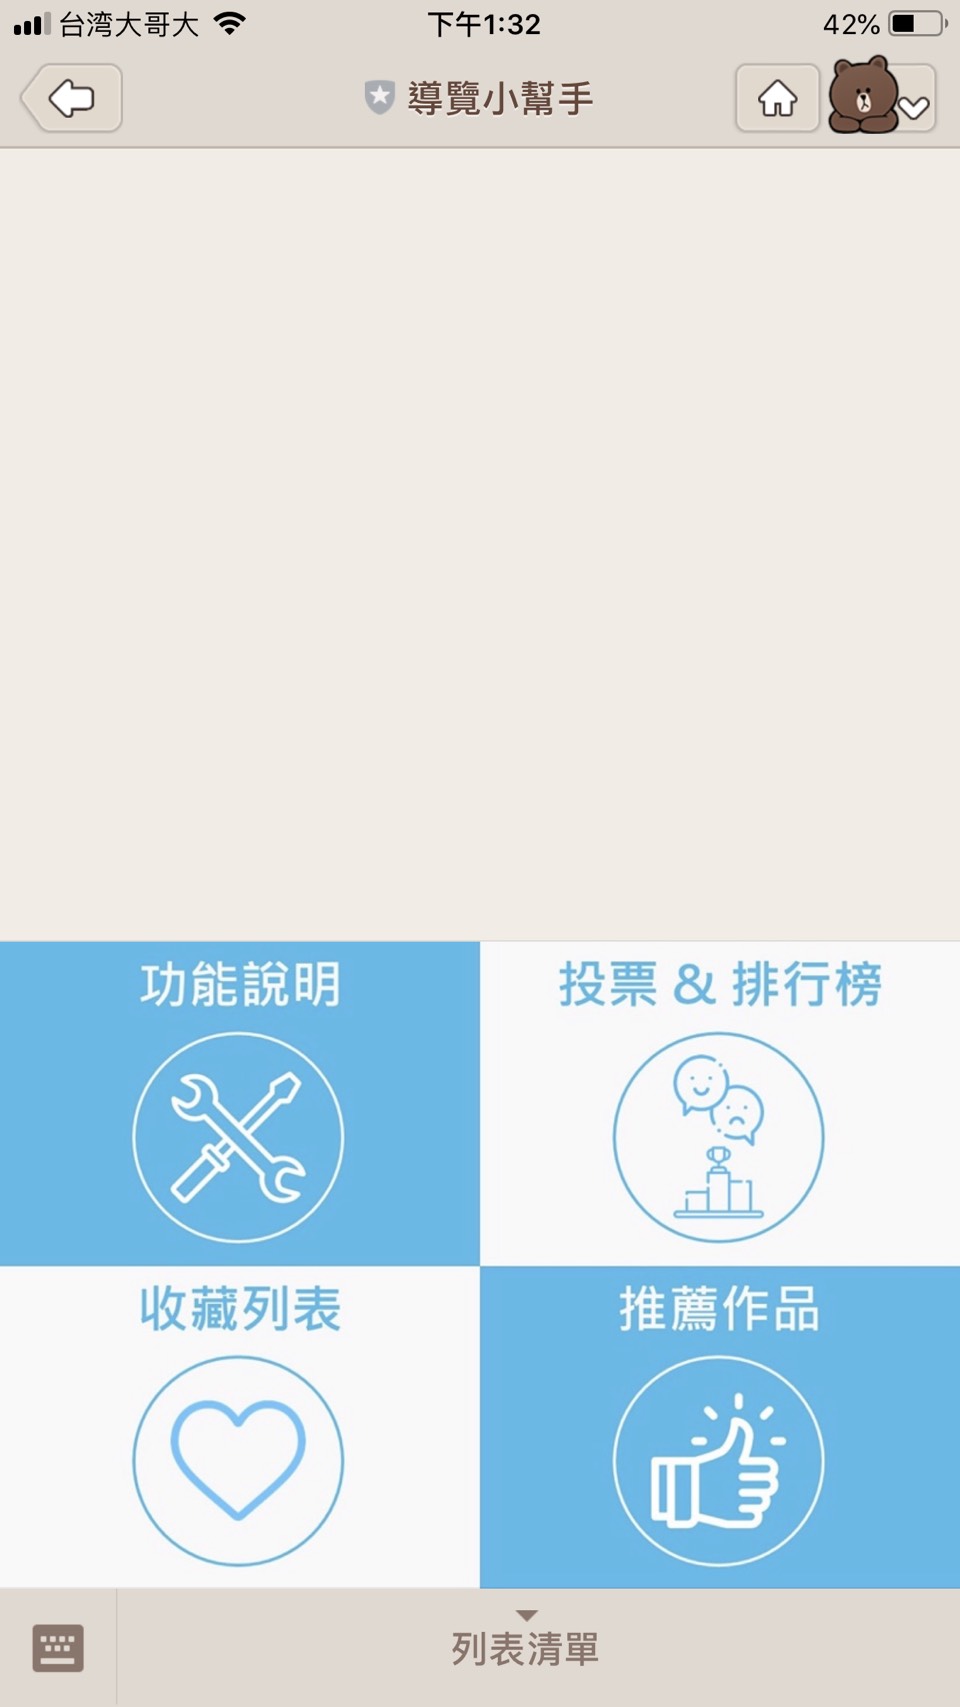 台湾大哥大 下午1:32 42%
導覽小幫手
功能說明 投票 & 排行榜
收藏列表 推薦作品
列表清單